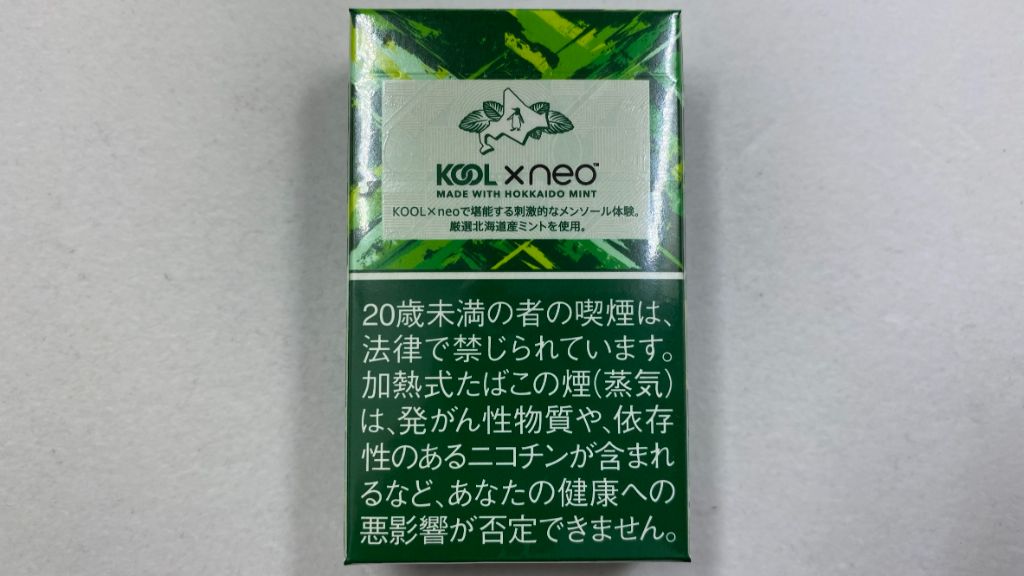 KOOL×neo™
MADE WITH HOKKAIDO MINT
KOOL×neoで堪能する刺激的なメンソール体験。
厳選北海道産ミントを使用。
20歳未満の者の喫煙は、
法律で禁じられています。
加熱式たばこの煙(蒸気)
は、発がん性物質や、依存
性のあるニコチンが含まれ
るなど、あなたの健康への
悪影響が否定できません。